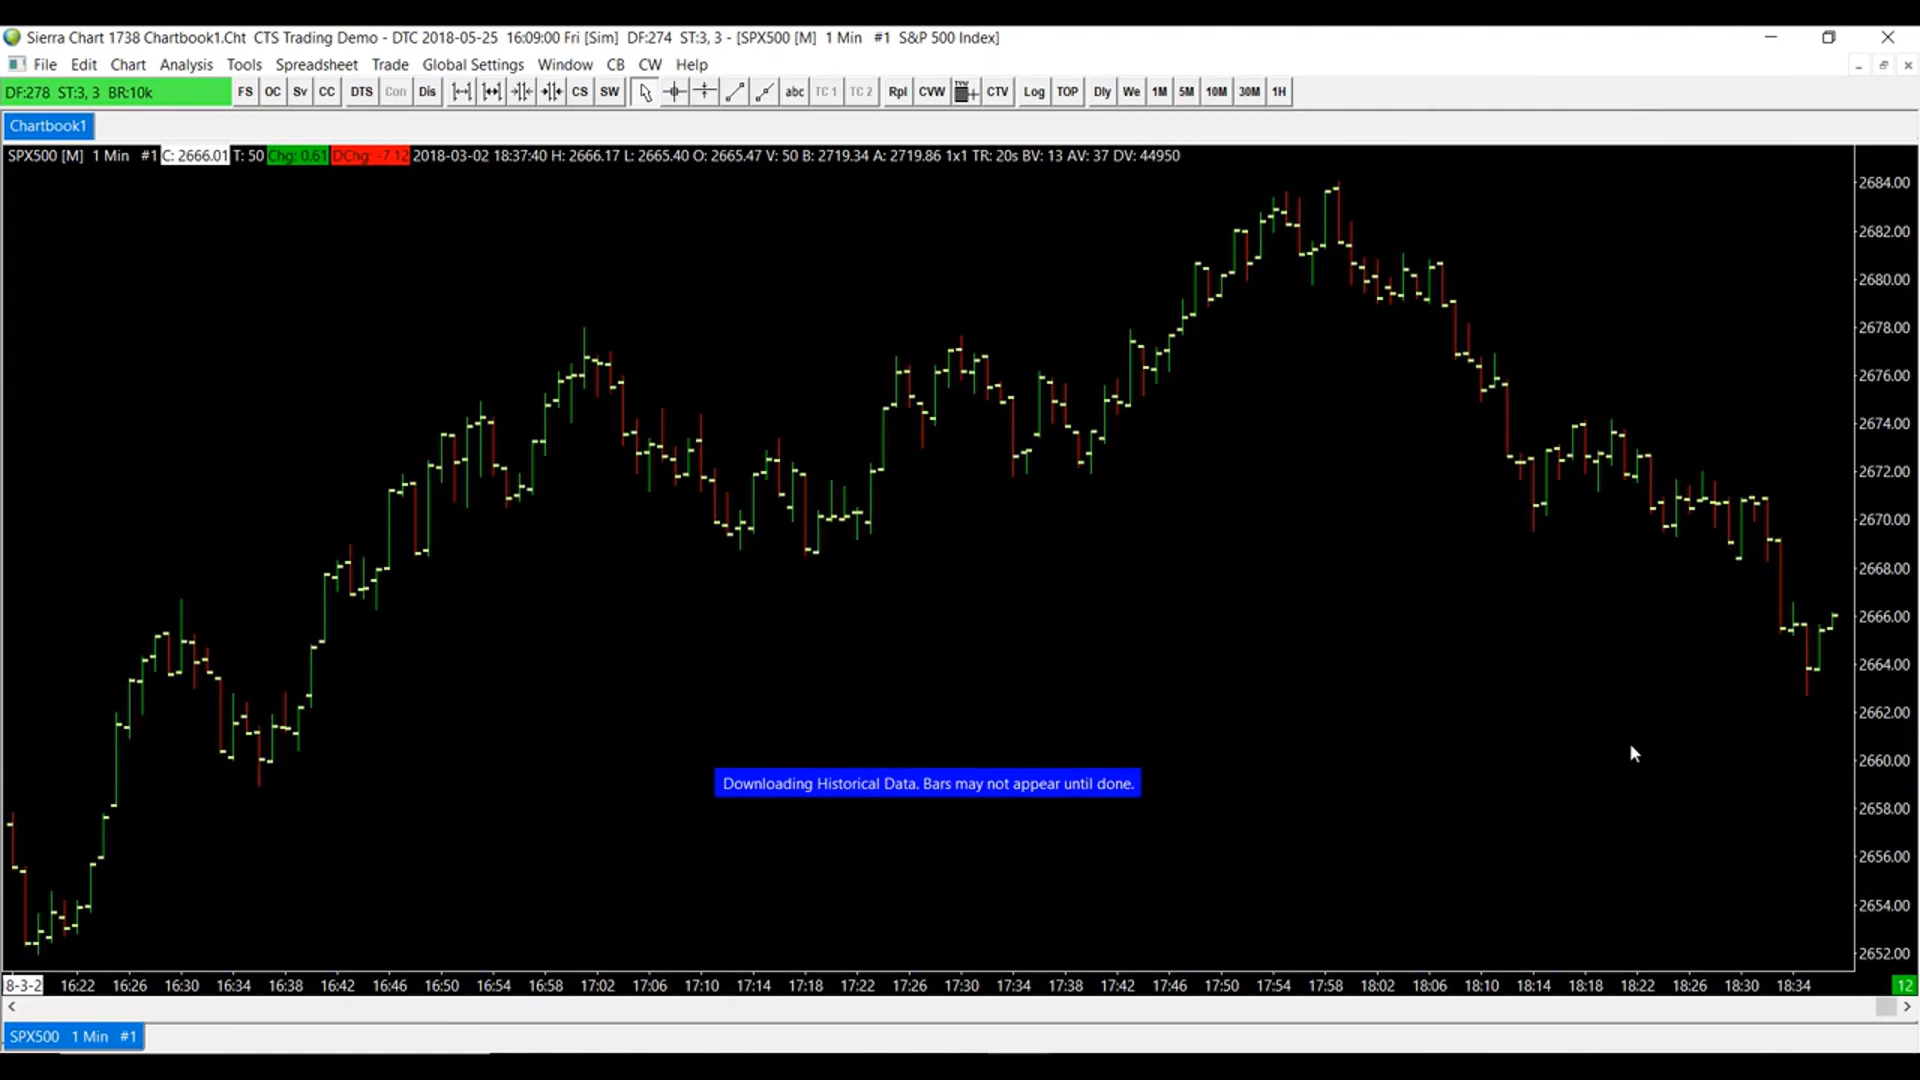 Sierra Chart 1738 Chartbook1.Cht CTS Trading Demo - DTC 2018-05-25 16:09:00 Fri [Sim] DF:274 ST:3, 3 - [SPX500 [M] 1 Min #1 S&P 500 Index]
File Edit Chart Analysis Tools Spreadsheet Trade Global Settings Window CB CW Help
DF:278 ST:3, 3 BR:10k FS OC Sv CC DTS Con Dis CS SW abc TC 1 TC 2 Rpl CVW CTV Log TOP Dly We 1M 5M 10M 30M 1H
Chartbook1
SPX500 [M] 1 Min #1 C: 2666.01 T: 50 Chg: 0.61 DChg: -7.12 2018-03-02 18:37:40 H: 2666.17 L: 2665.40 O: 2665.47 V: 50 B: 2719.34 A: 2719.86 1x1 TR: 20s BV: 13 AV: 37 DV: 44950
2684.00
2682.00
2680.00
2678.00
2676.00
2674.00
2672.00
2670.00
2668.00
2666.00
2664.00
2662.00
2660.00
Downloading Historical Data. Bars may not appear until done.
2658.00
2656.00
2654.00
2652.00
8-3-2 16:22 16:26 16:30 16:34 16:38 16:42 16:46 16:50 16:54 16:58 17:02 17:06 17:10 17:14 17:18 17:22 17:26 17:30 17:34 17:38 17:42 17:46 17:50 17:54 17:58 18:02 18:06 18:10 18:14 18:18 18:22 18:26 18:30 18:34 12
SPX500 1 Min #1